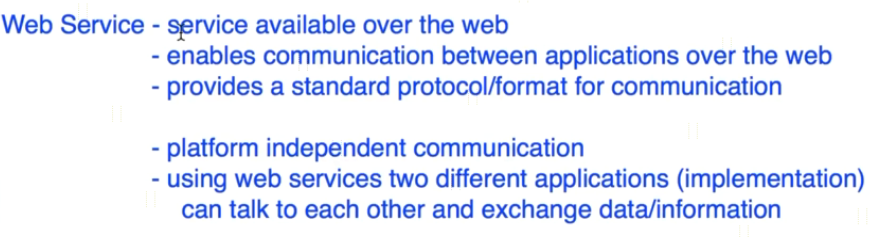 Web Service - service available over the web
- enables communication between applications over the web
- provides a standard protocol/format for communication
- platform independent communication
- using web services two different applications (implementation)
can talk to each other and exchange data/information